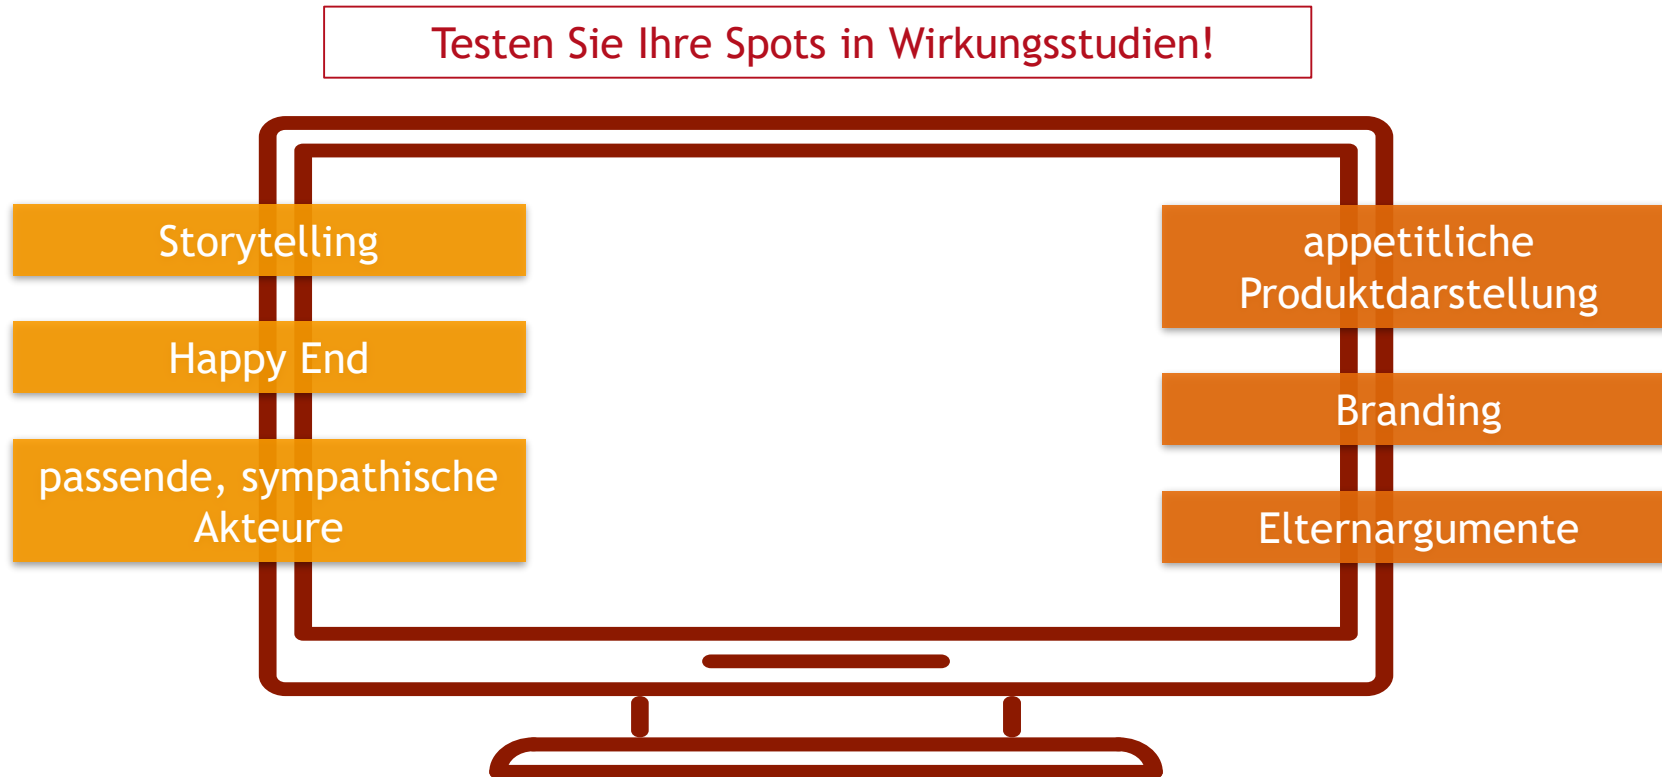 Testen Sie Ihre Spots in Wirkungsstudien!
Storytelling
Happy End
passende, sympathische
Akteure
appetitliche
Produktdarstellung
Branding
Elternargumente